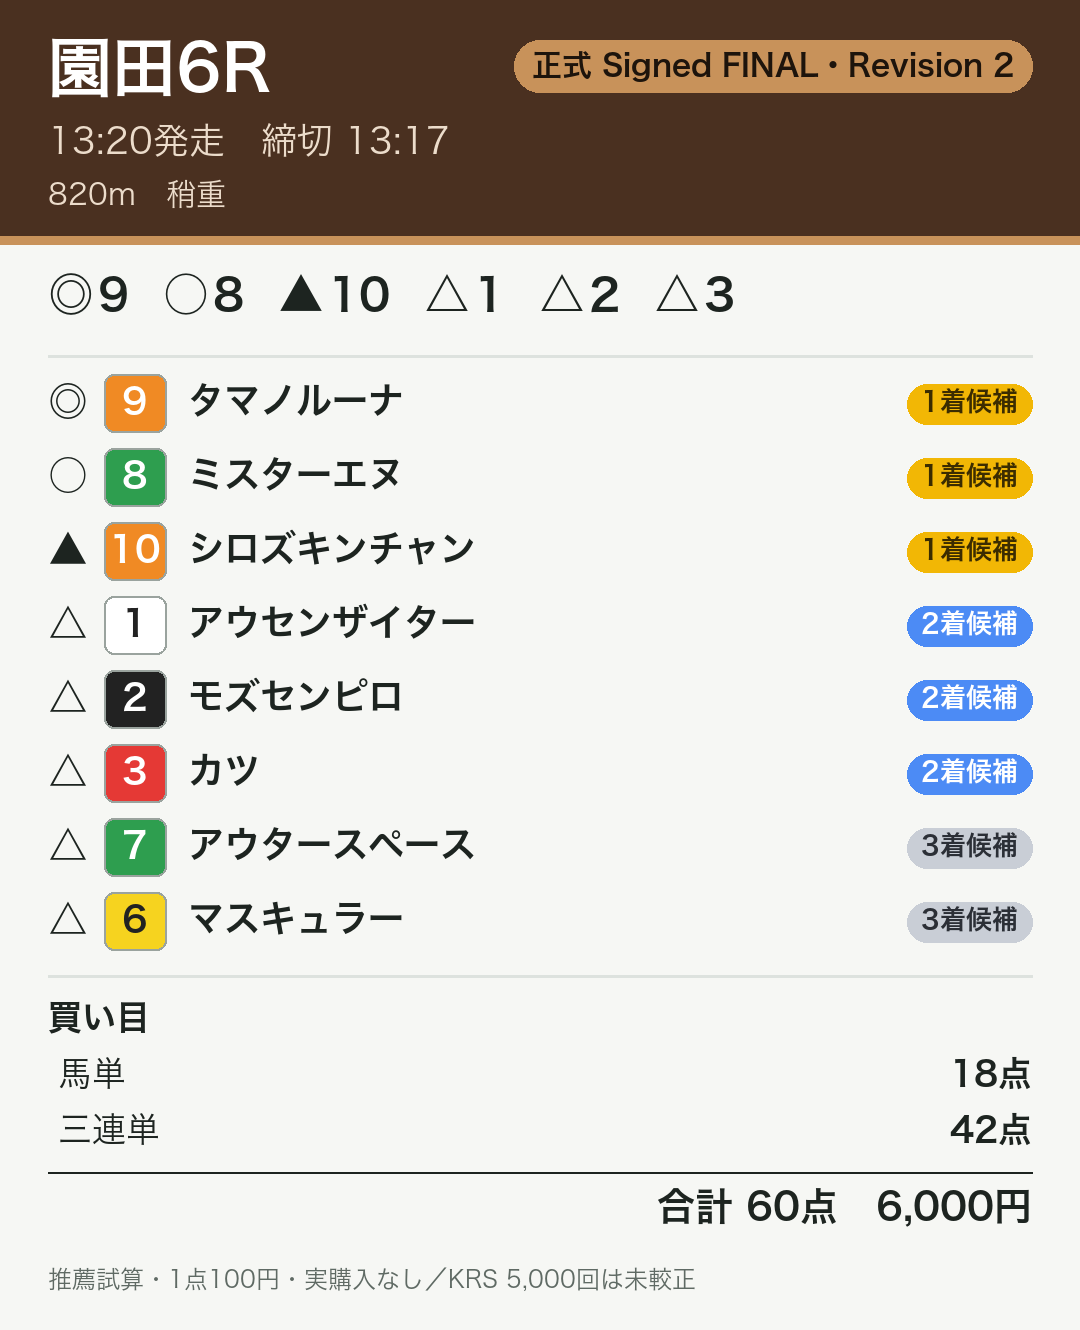 園田6R
正式 Signed FINAL・Revision 2
13:20発走　締切 13:17
820m　稍重
◎9 ○8 ▲10 △1 △2 △3
◎ 9 タマノルーナ 1着候補
○ 8 ミスターエヌ 1着候補
▲ 10 シロズキンチャン 1着候補
△ 1 アウセンザイター 2着候補
△ 2 モズセンピロ 2着候補
△ 3 カツ 2着候補
△ 7 アウタースペース 3着候補
△ 6 マスキュラー 3着候補
買い目
馬単 18点
三連単 42点
合計 60点　6,000円
推薦試算・1点100円・実購入なし／KRS 5,000回は未較正